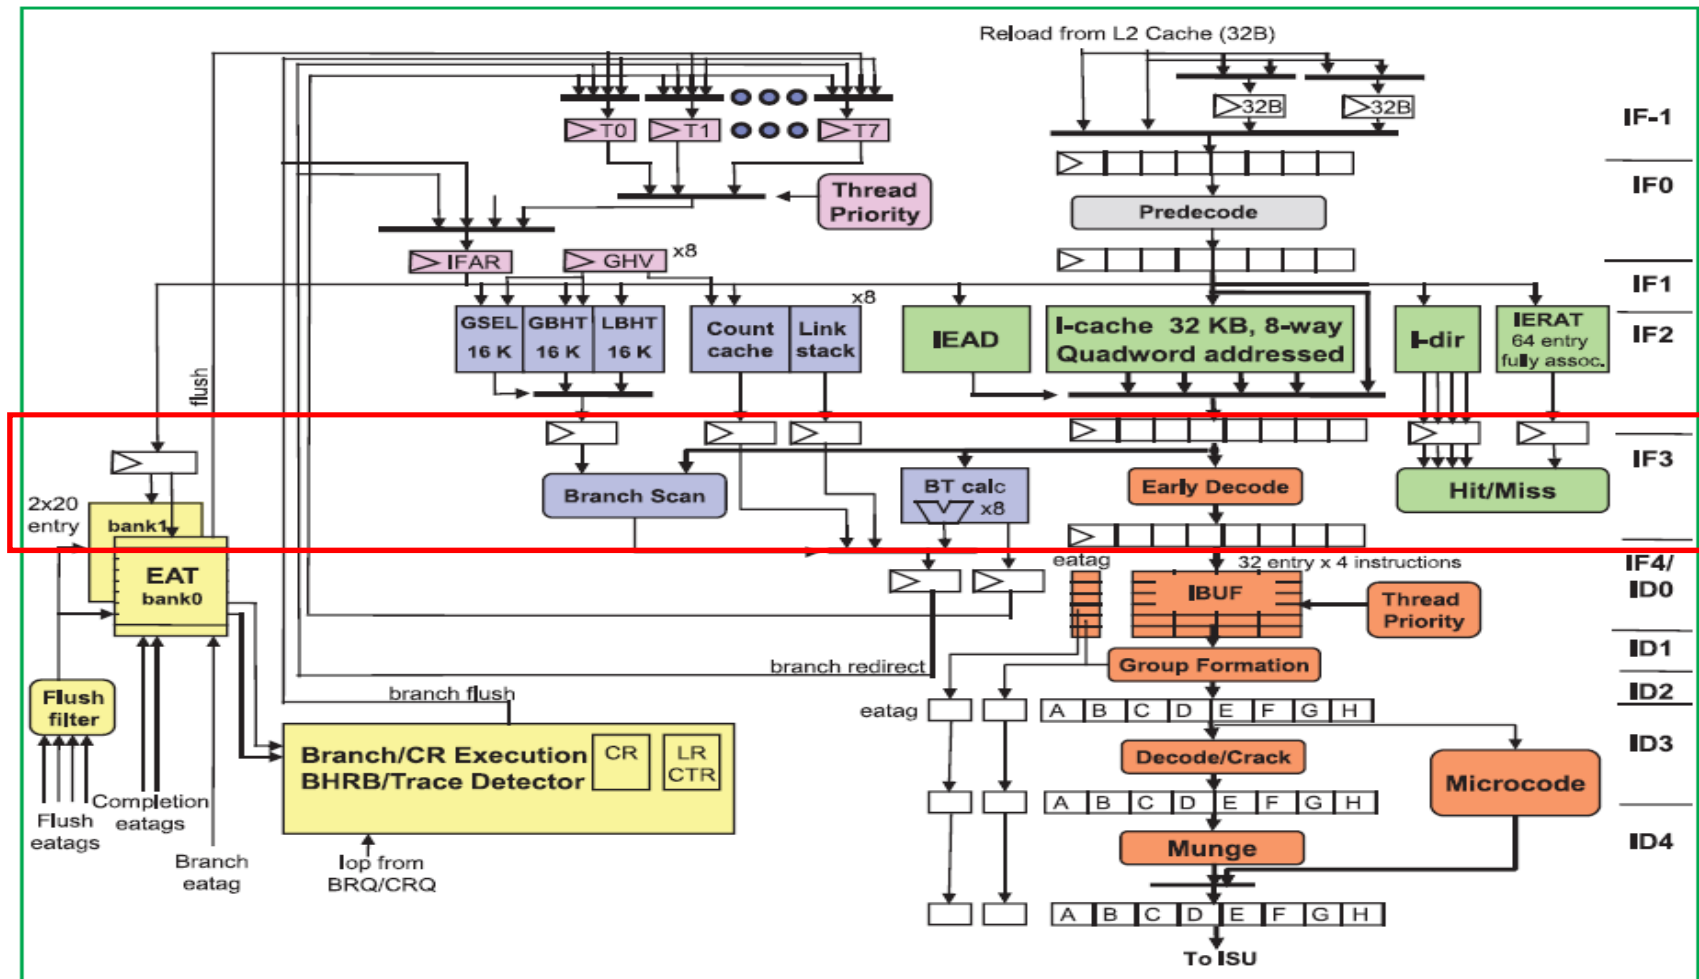 Reload from L2 Cache (32B)
32B
32B
IF-1
T0
T1
T7
Thread
Priority
IF0
Predecode
IFAR
GHV
x8
IF1
x8
GSEL
16 K
GBHT
16 K
LBHT
16 K
Count
cache
Link
stack
IEAD
I-cache 32 KB, 8-way
Quadword addressed
I-dir
IERAT
64 entry
fully assoc.
IF2
flush
IF3
Branch Scan
BT calc
x8
Early Decode
Hit/Miss
2x20
entry
bank1
EAT
bank0
eatag
32 entry x 4 instructions
IF4/
ID0
IBUF
Thread
Priority
ID1
branch redirect
Group Formation
Flush
filter
branch flush
ID2
eatag
A B C D E F G H
Branch/CR Execution
BHRB/Trace Detector
CR
LR
CTR
Decode/Crack
Microcode
ID3
A B C D E F G H
Completion
eatags
Flush
eatags
Munge
ID4
Branch
eatag
Iop from
BRQ/CRQ
A B C D E F G H
To ISU